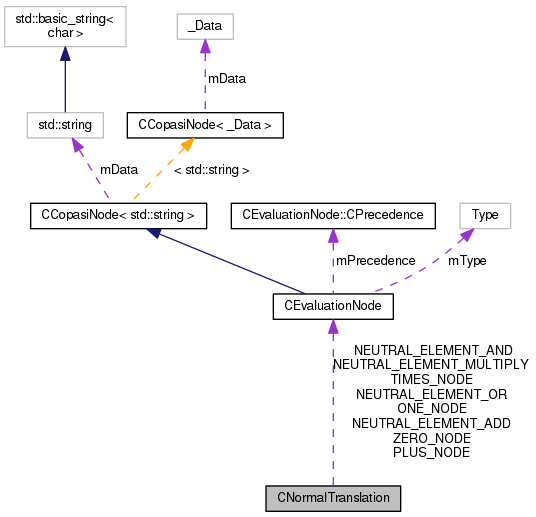 std::basic_string<
char >
_Data
mData
std::string
CCopasiNode< _Data >
mData
< std::string >
CCopasiNode< std::string >
CEvaluationNode::CPrecedence
Type
mPrecedence
mType
CEvaluationNode
NEUTRAL_ELEMENT_AND
NEUTRAL_ELEMENT_MULTIPLY
TIMES_NODE
NEUTRAL_ELEMENT_OR
ONE_NODE
NEUTRAL_ELEMENT_ADD
ZERO_NODE
PLUS_NODE
CNormalTranslation